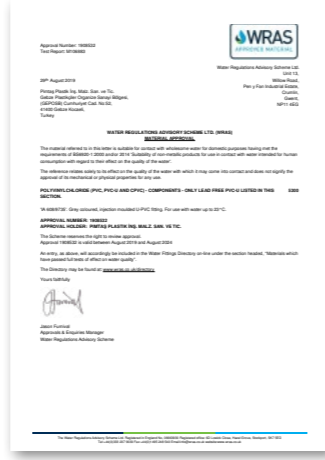 WRAS
APPROVED MATERIAL
Approval Number: 1908533
Test Report:
Water Regulations Advisory Scheme Ltd.
Unit 13,
Willow Road,
Pen y Fan Industrial Estate,
Crumlin,
Gwent,
NP11 4EG
August 2019
Pimtaş Plastik İnş. Malz. San. ve Tic.
Gebze Plastikçiler Organize Sanayi Bölgesi,
(GEPOSB) Cumhuriyet Cad. No:52,
41400 Gebze Kocaeli,
Turkey
WATER REGULATIONS ADVISORY SCHEME LTD. (WRAS)
MATERIAL APPROVAL
The material referred to in this letter is suitable for contact with wholesome water for domestic purposes having met the
requirements of BS6920-1:2000 and/or 2014 'Suitability of non-metallic products for use in contact with water intended for human
consumption with regard to their effect on the quality of the water'.
The reference relates solely to its effect on the quality of the water with which it may come into contact and does not signify the
approval of its mechanical or physical properties for any use.
POLYVINYLCHLORIDE (PVC, PVC-U AND CPVC) - COMPONENTS - ONLY LEAD FREE PVC-U LISTED IN THIS
SECTION.
Grey coloured, injection moulded U-PVC fitting. For use with water up to 23°C.
APPROVAL NUMBER: 1908533
APPROVAL HOLDER: PIMTAŞ PLASTİK İNŞ. MALZ. SAN. VE TİC.
The Scheme reserves the right to review approval.
Approval 1908533 is valid between August 2019 and August 2024
An entry, as above, will accordingly be included in the Water Fittings Directory on-line under the section headed, "Materials which
have passed full tests of effect on water quality".
The Directory may be found at: www.wras.co.uk/directory
Yours faithfully
Jason Furnival
Approvals & Enquiries Manager
Water Regulations Advisory Scheme